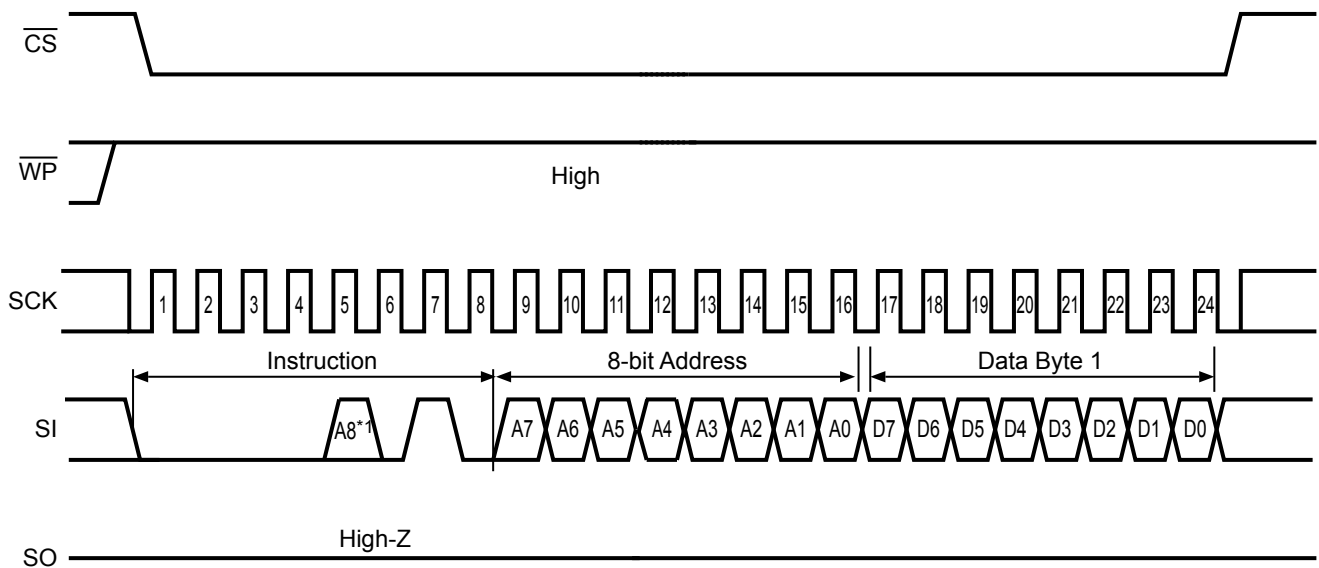 CS
WP
High
SCK
1 2 3 4 5 6 7 8 9 10 11 12 13 14 15 16 17 18 19 20 21 22 23 24
Instruction 8-bit Address Data Byte 1
SI
A8*1 A7 A6 A5 A4 A3 A2 A1 A0 D7 D6 D5 D4 D3 D2 D1 D0
High-Z
SO